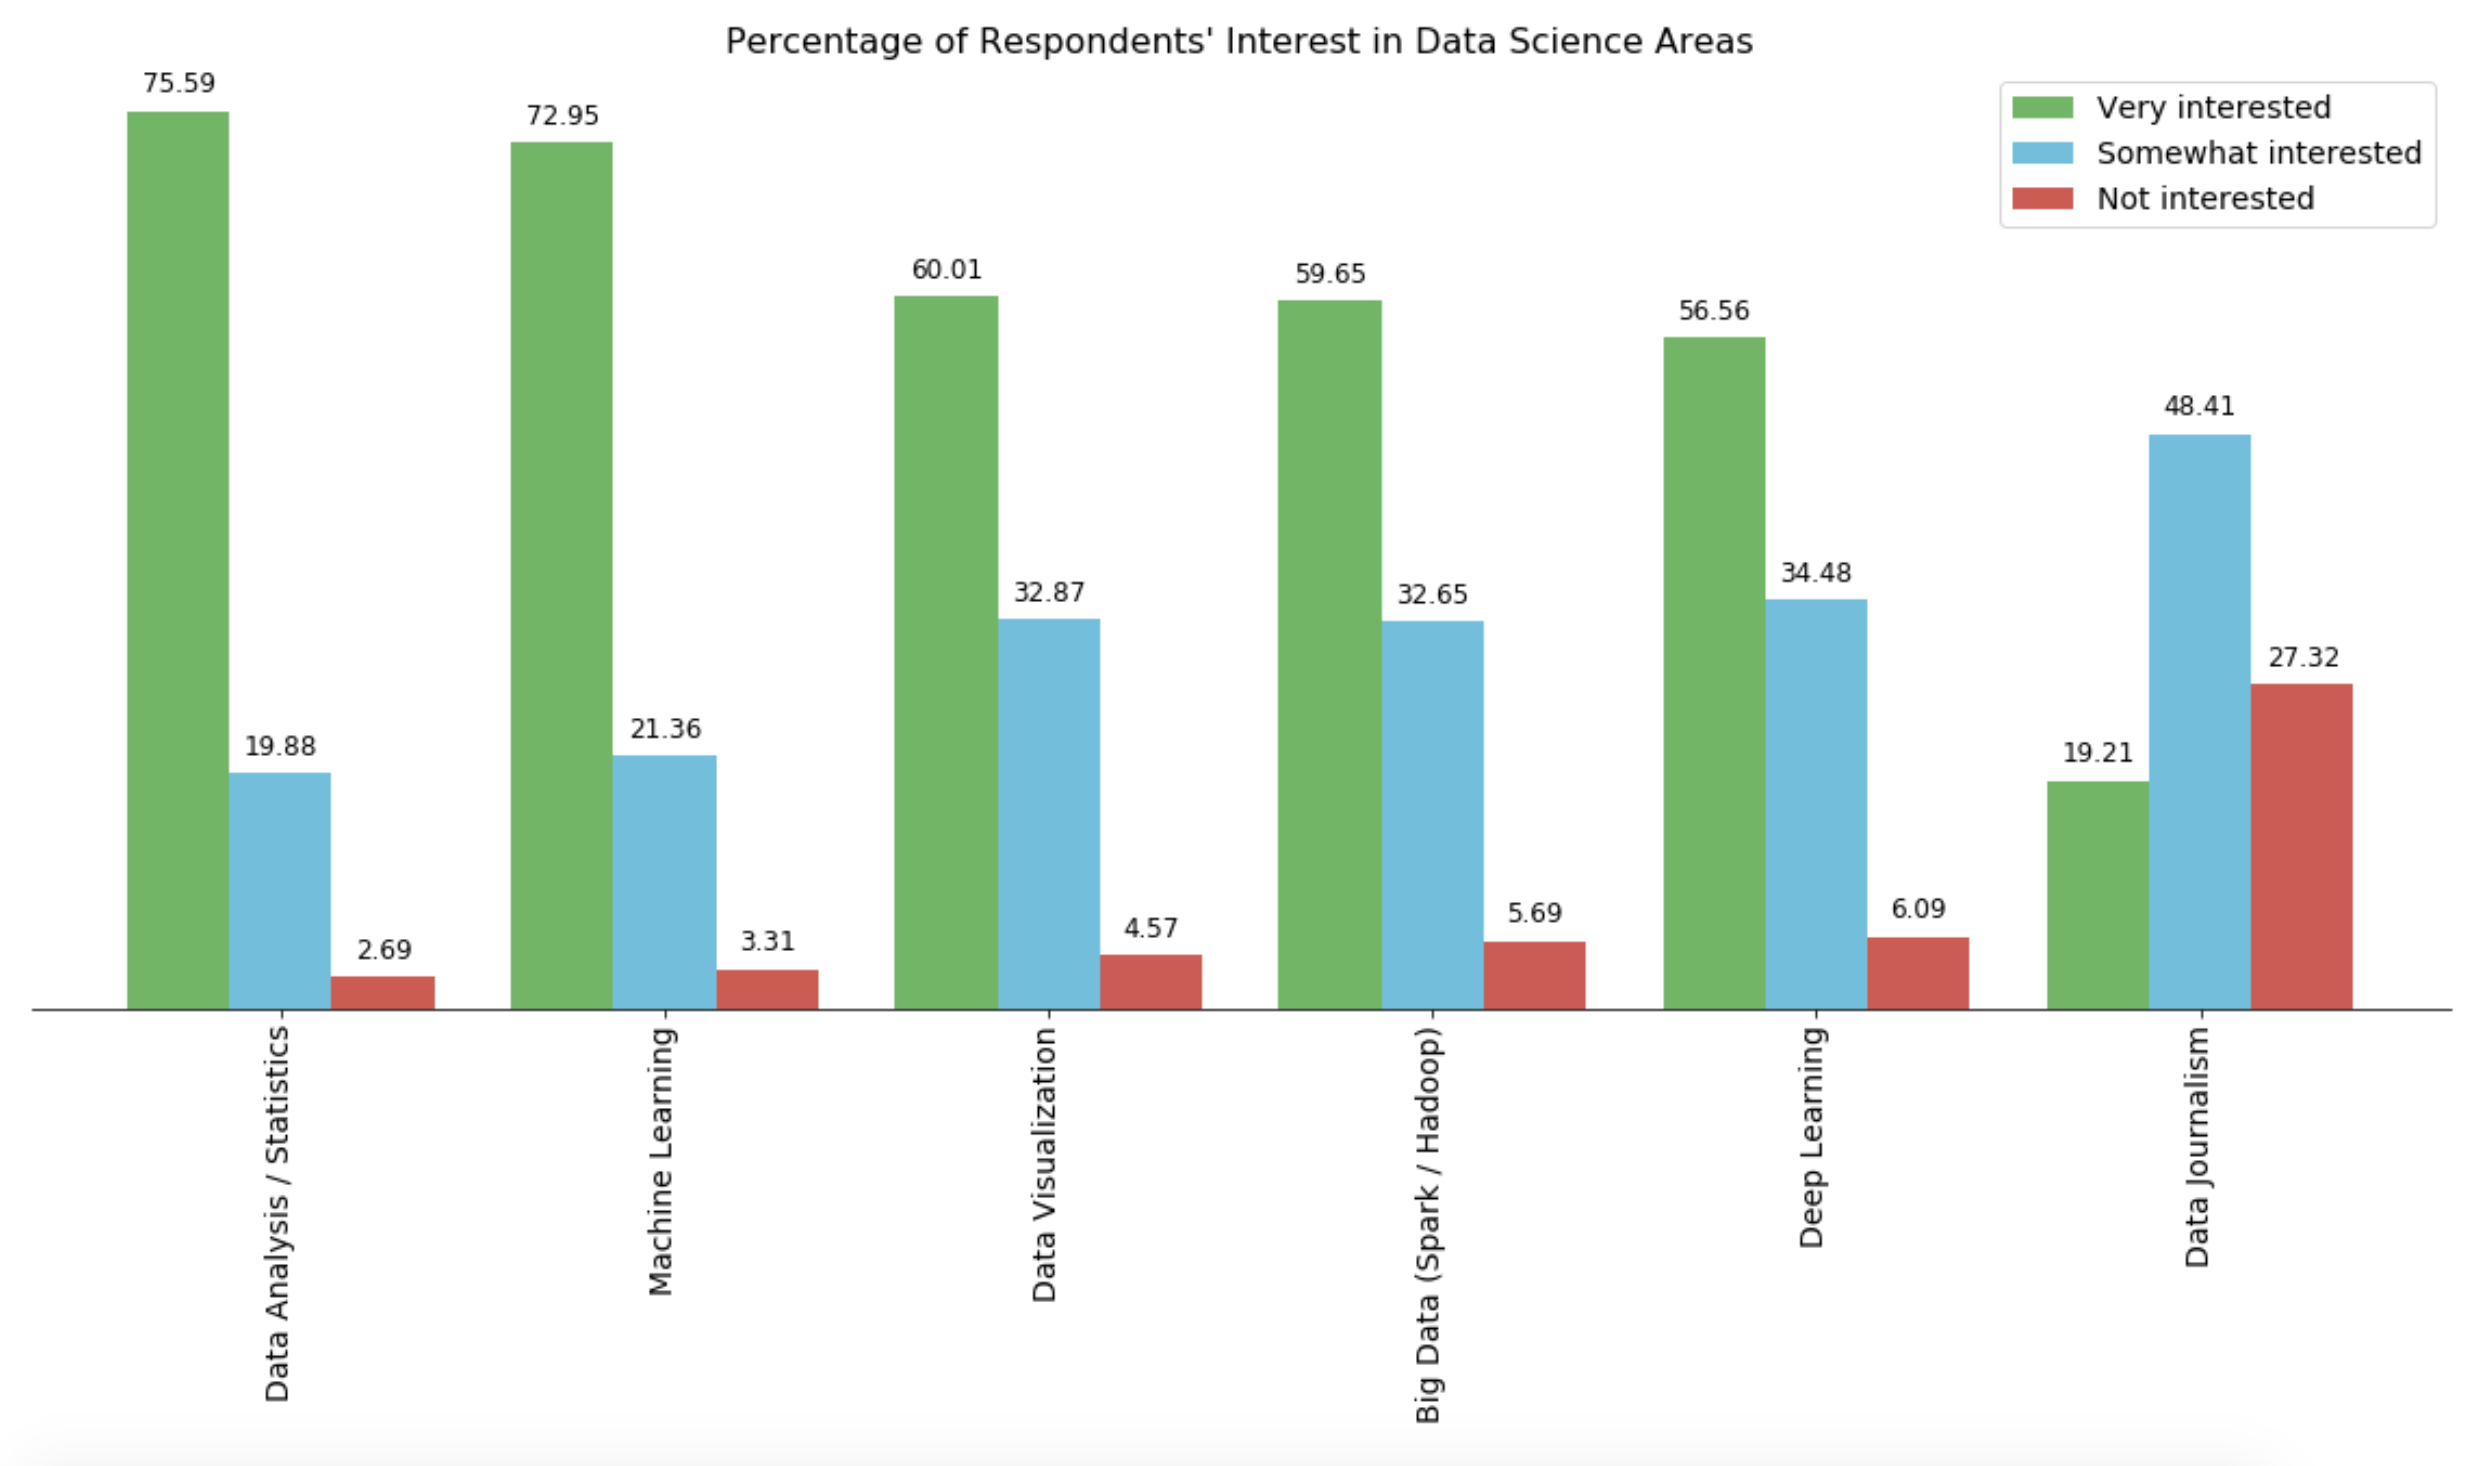 Percentage of Respondents' Interest in Data Science Areas
Very interested
Somewhat interested
Not interested
75.59
19.88
2.69
72.95
21.36
3.31
60.01
32.87
4.57
59.65
32.65
5.69
56.56
34.48
6.09
19.21
48.41
27.32
Data Analysis / Statistics
Machine Learning
Data Visualization
Big Data (Spark / Hadoop)
Deep Learning
Data Journalism